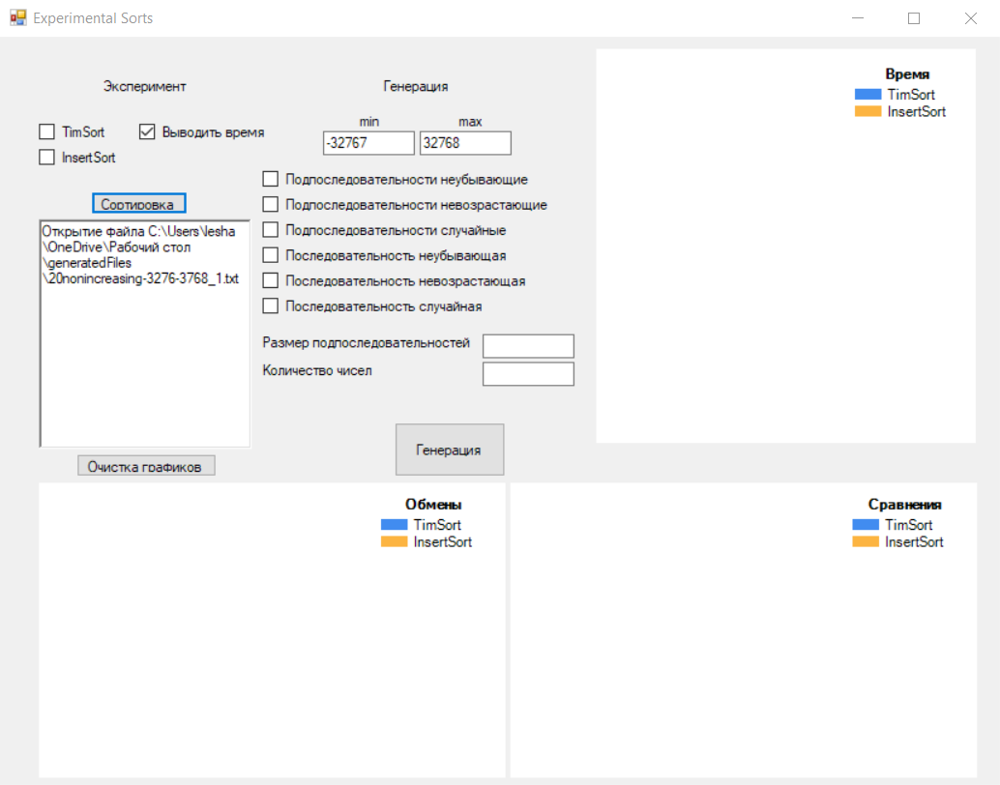 Experimental Sorts
Эксперимент
TimSort
Выводить время
InsertSort
Сортировка
Открытие файла C:\Users\lesha
\OneDrive\Рабочий стол
\generatedFiles
\20nonincreasing-3276-3768_1.txt
Очистка графиков
Генерация
min
max
-32767
32768
Подпоследовательности неубывающие
Подпоследовательности невозрастающие
Подпоследовательности случайные
Последовательность неубывающая
Последовательность невозрастающая
Последовательность случайная
Размер подпоследовательностей
Количество чисел
Генерация
Время
TimSort
InsertSort
Обмены
TimSort
InsertSort
Сравнения
TimSort
InsertSort